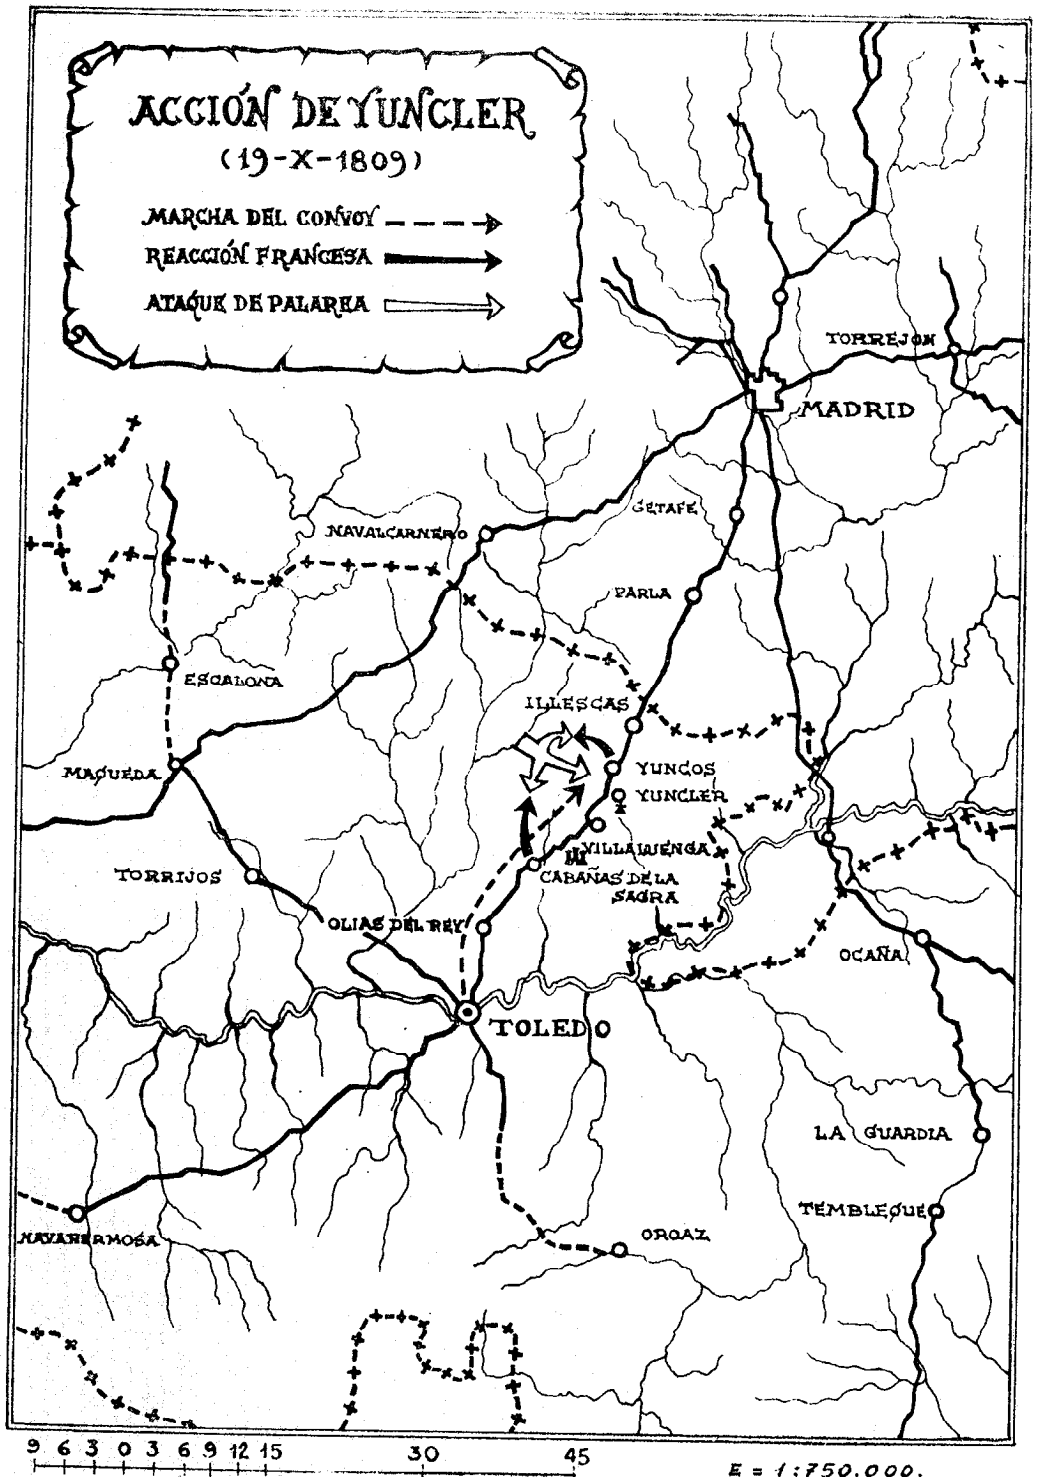 ACCIÓN DE YUNCLER
(19-X-1809)
MARCHA DEL CONVOY
REACCIÓN FRANCESA
ATAQUE DE PALAREA
TORREJON
MADRID
GETAFE
NAVALCARNERO
PARLA
ESCALONA
ILLESCAS
MAQUEDA
YUNCOS
YUNCLER
VILLALUENGA
TORRIJOS
CABAÑAS DE LA
SAGRA
OLIAS DEL REY
OCAÑA
TOLEDO
LA GUARDIA
TEMBLEQUE
NAVAHERMOSA
ORGAZ
9 6 3 0 3 6 9 12 15 30 45
E = 1:750.000.